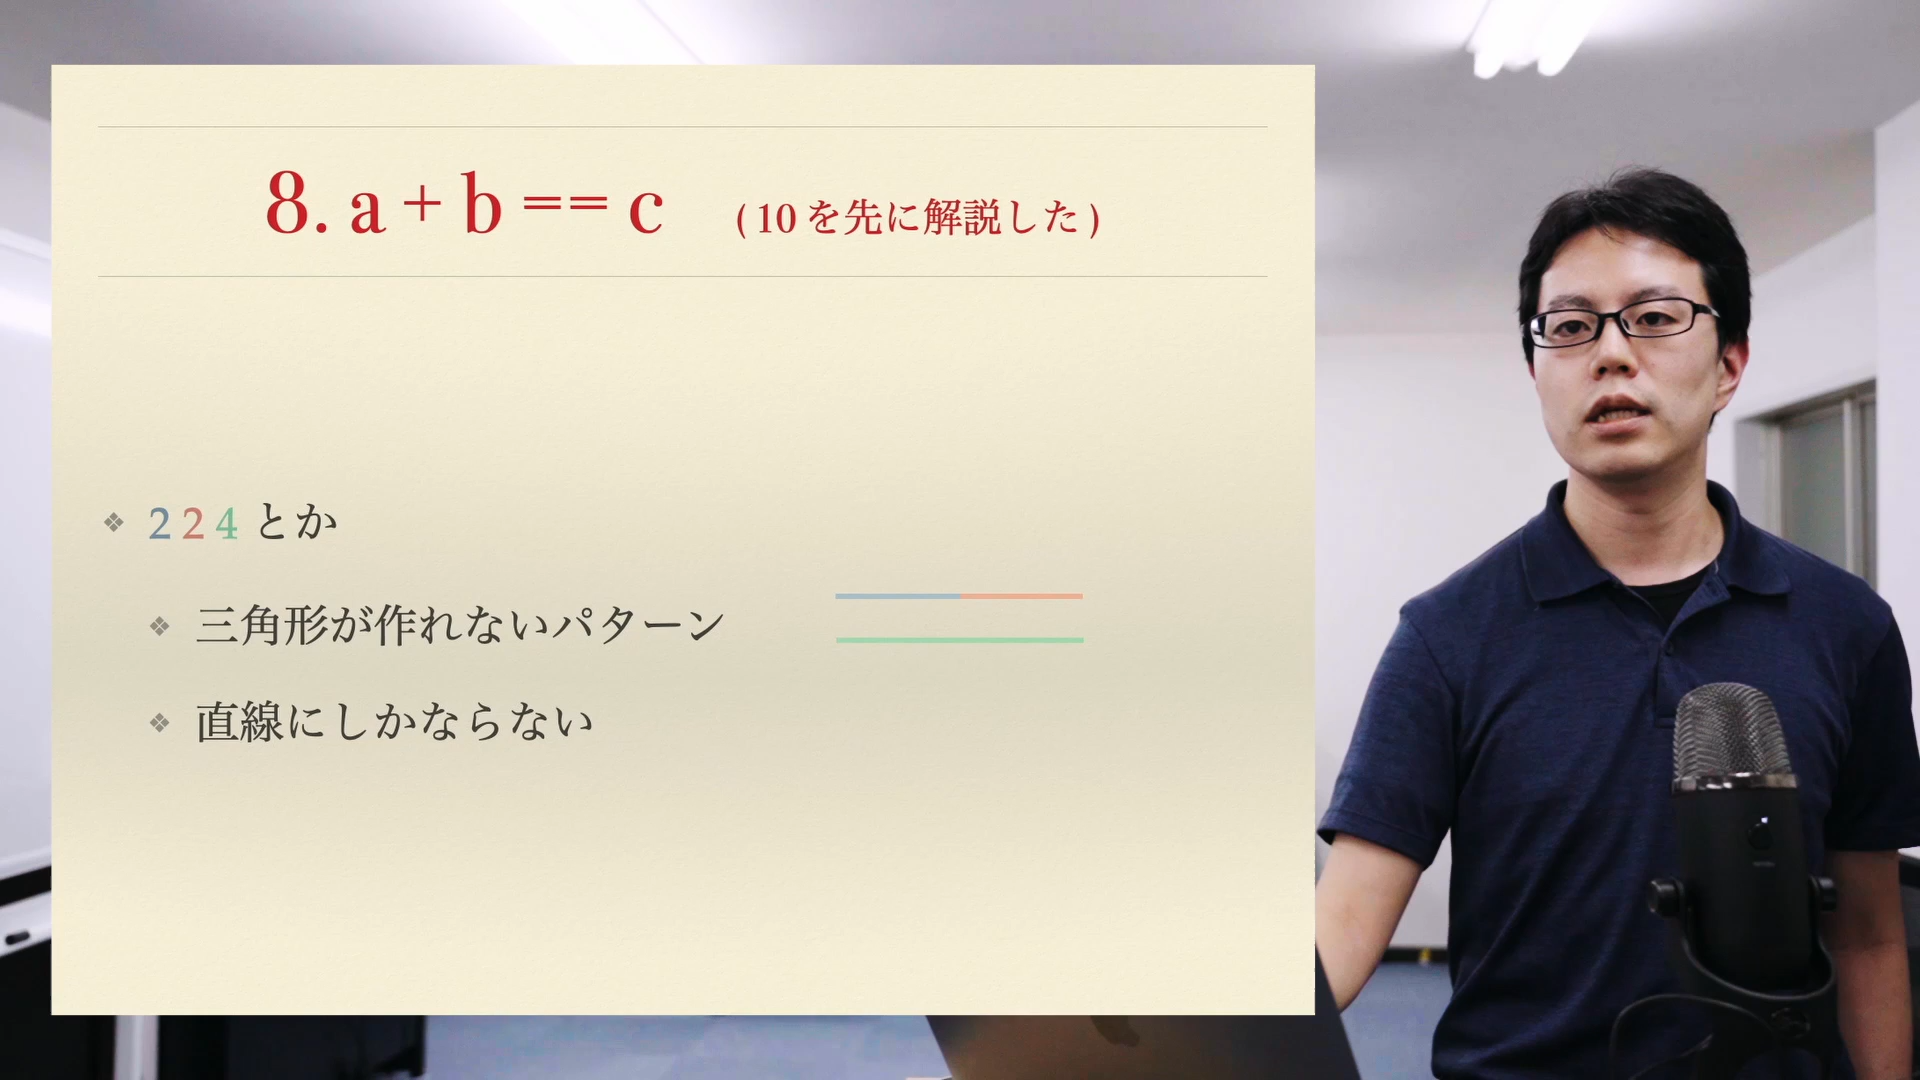 8. a + b == c (10 を先に解説した)
2 2 4 とか
三角形が作れないパターン
直線にしかならない